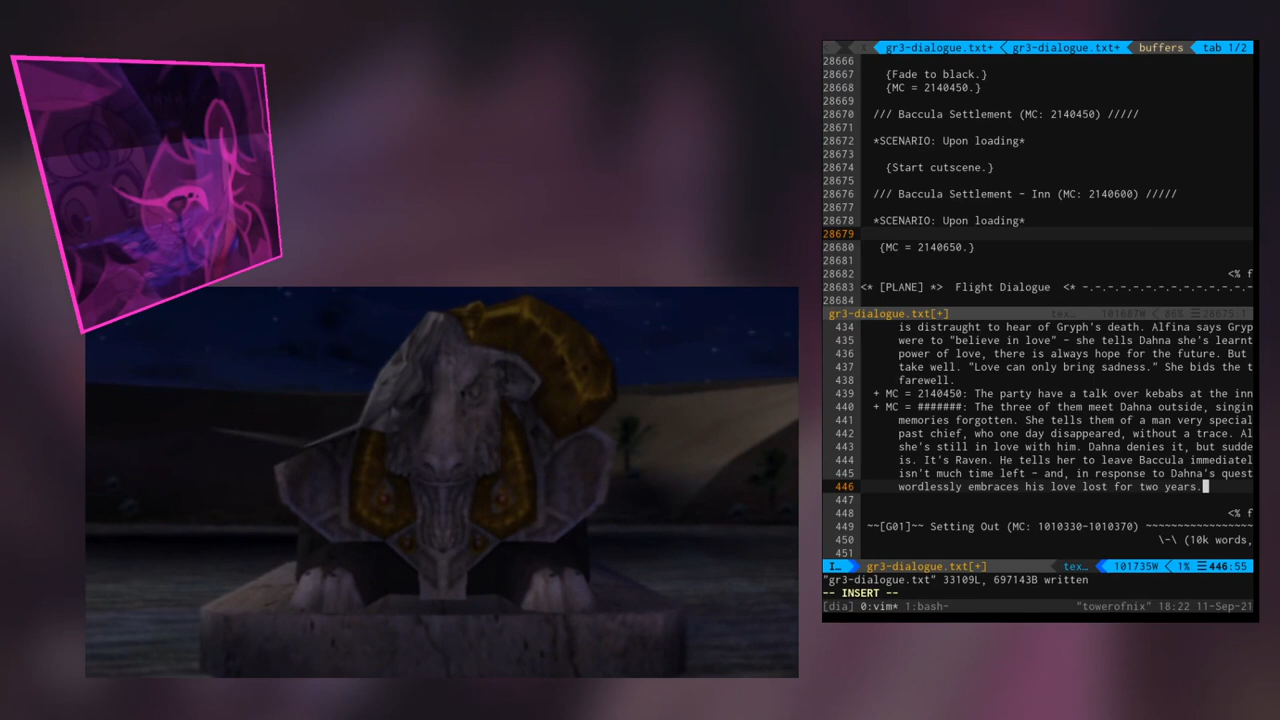 X gr3-dialogue.txt+ gr3-dialogue.txt+ buffers tab 1/2
28666
28667 {Fade to black.}
28668 {MC = 2140450.}
28669
28670 /// Baccula Settlement (MC: 2140450) /////
28671
28672 *SCENARIO: Upon loading*
28673
28674 {Start cutscene.}
28675
28676 /// Baccula Settlement - Inn (MC: 2140600) /////
28677
28678 *SCENARIO: Upon loading*
28679
28680 {MC = 2140650.}
28681
28682 <% f
28683 <* [PLANE] *> Flight Dialogue <* -.-.-.-.-.-.-.-.-.-.-.-.-
28684
gr3-dialogue.txt[+] tex… 101687W 86% ☰28675:1
434 is distraught to hear of Gryph's death. Alfina says Gryp
435 were to "believe in love" - she tells Dahna she's learnt
436 power of love, there is always hope for the future. But
437 take well. "Love can only bring sadness." She bids the t
438 farewell.
439 + MC = 2140450: The party have a talk over kebabs at the inn
440 + MC = #######: The three of them meet Dahna outside, singin
441 memories forgotten. She tells them of a man very special
442 past chief, who one day disappeared, without a trace. Al
443 she's still in love with him. Dahna denies it, but sudde
444 is. It's Raven. He tells her to leave Baccula immediatel
445 isn't much time left - and, in response to Dahna's quest
446 wordlessly embraces his love lost for two years.
447
448 <% f
449 ~~[G01]~~ Setting Out (MC: 1010330-1010370) ~~~~~~~~~~~~~~~~~
450 \-\ (10k words,
451
I… gr3-dialogue.txt[+] tex… 101735W 1% ☰446:55
"gr3-dialogue.txt" 33109L, 697143B written
-- INSERT --
[dia] 0:vim* 1:bash- "towerofnix" 18:22 11-Sep-21